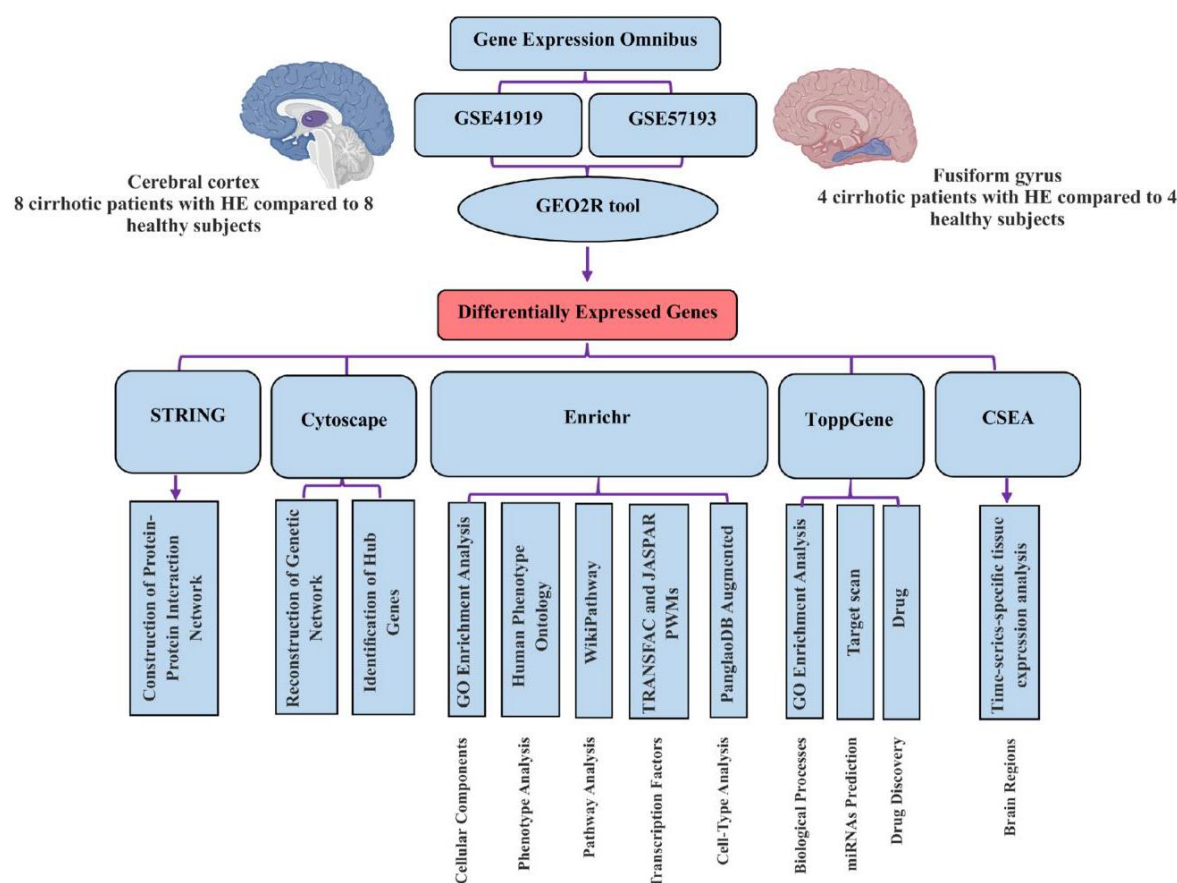 Gene Expression Omnibus
GSE41919
GSE57193
Cerebral cortex
8 cirrhotic patients with HE compared to 8
healthy subjects
Fusiform gyrus
4 cirrhotic patients with HE compared to 4
healthy subjects
GEO2R tool
Differentially Expressed Genes
STRING
Cytoscape
Enrichr
ToppGene
CSEA
Construction of Protein-
Protein Interaction
Network
Reconstruction of Genetic
Network
Identification of Hub
Genes
GO Enrichment Analysis
Human Phenotype
Ontology
WikiPathway
TRANSFAC and JASPAR
PWMs
PanglaoDB Augmented
GO Enrichment Analysis
Target scan
Drug
Time-series-specific tissue
expression analysis
Cellular Components
Phenotype Analysis
Pathway Analysis
Transcription Factors
Cell-Type Analysis
Biological Processes
miRNAs Prediction
Drug Discovery
Brain Regions